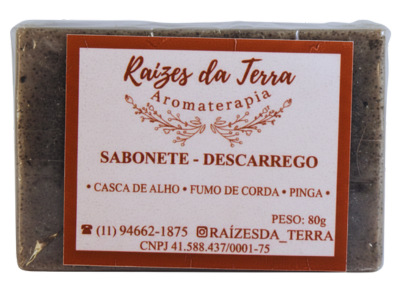 Raízes da Terra
Aromaterapia
SABONETE - DESCARREGO
• CASCA DE ALHO • FUMO DE CORDA • PINGA •
PESO: 80g
☎ (11) 94662-1875 RAÍZESDA_TERRA
CNPJ 41.588.437/0001-75